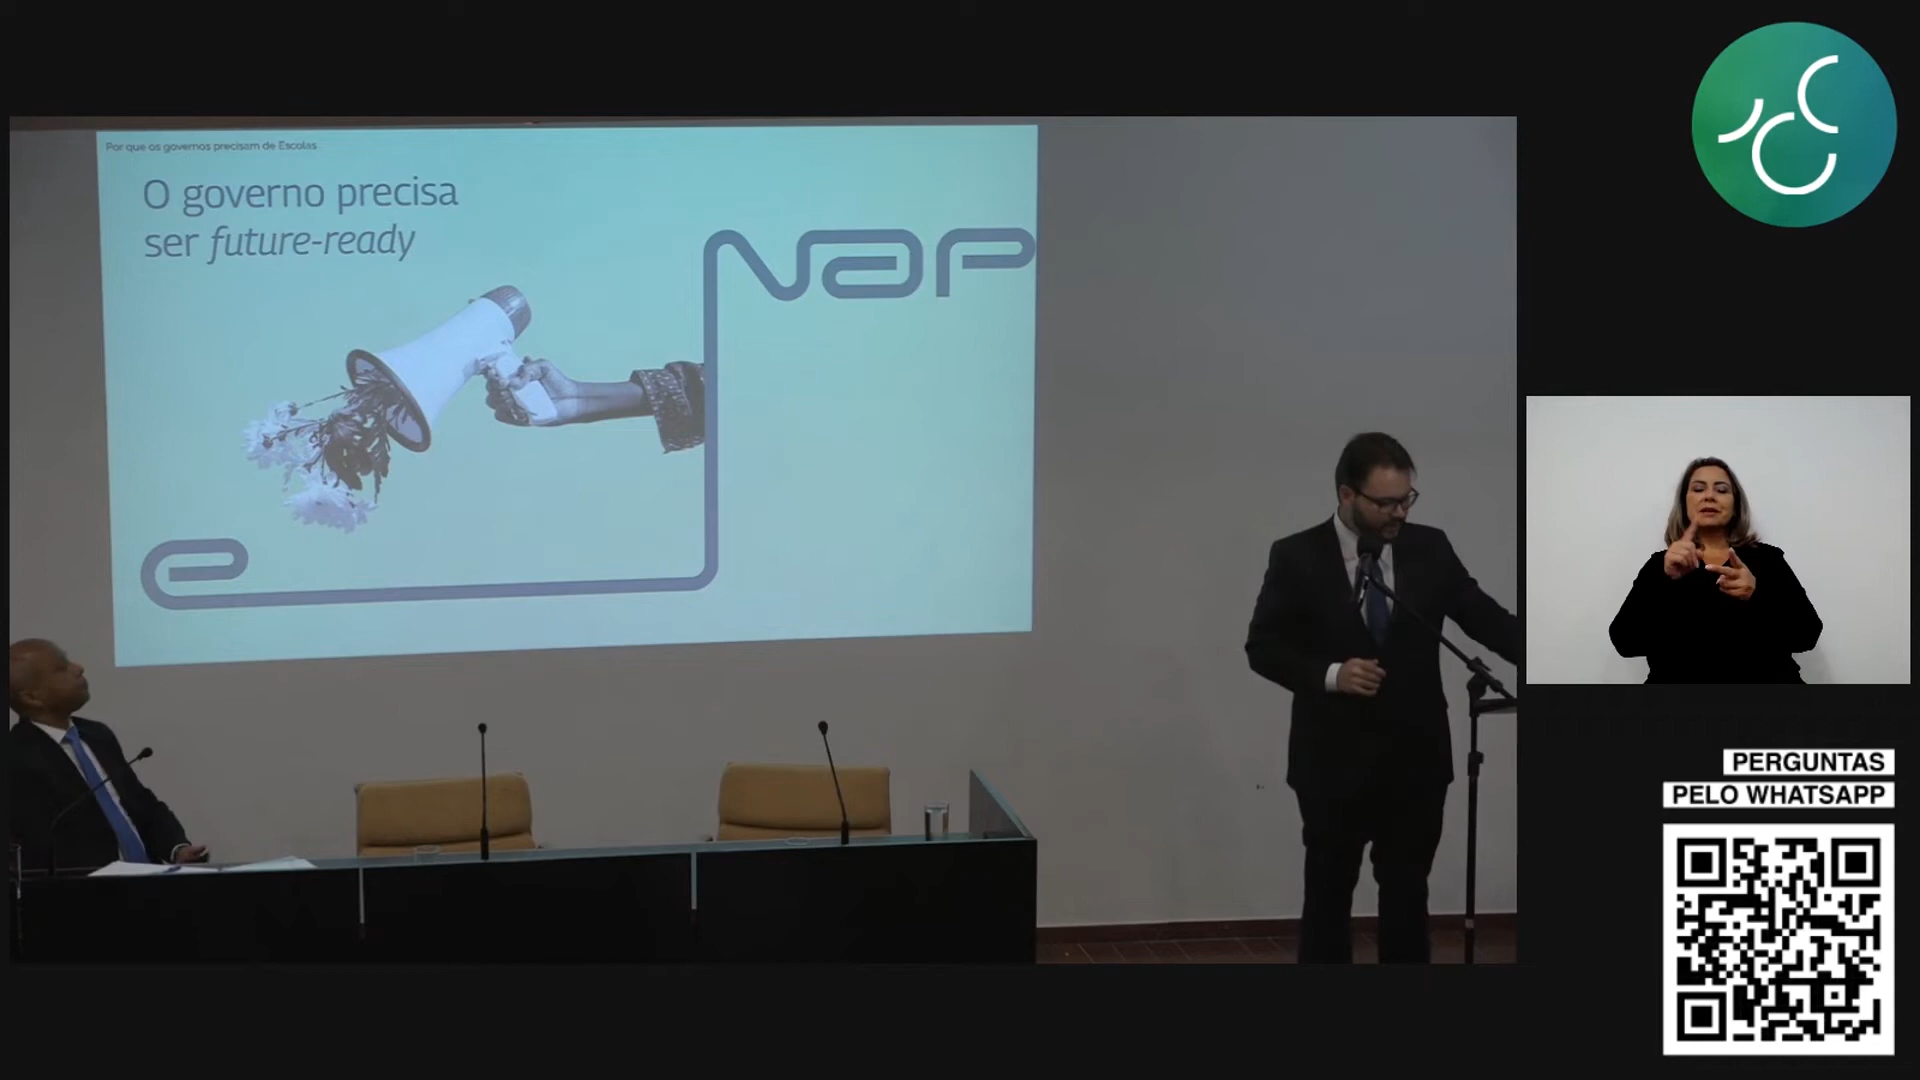 Por que os governos precisam de Escolas
O governo precisa
ser future-ready
enap
PERGUNTAS
PELO WHATSAPP